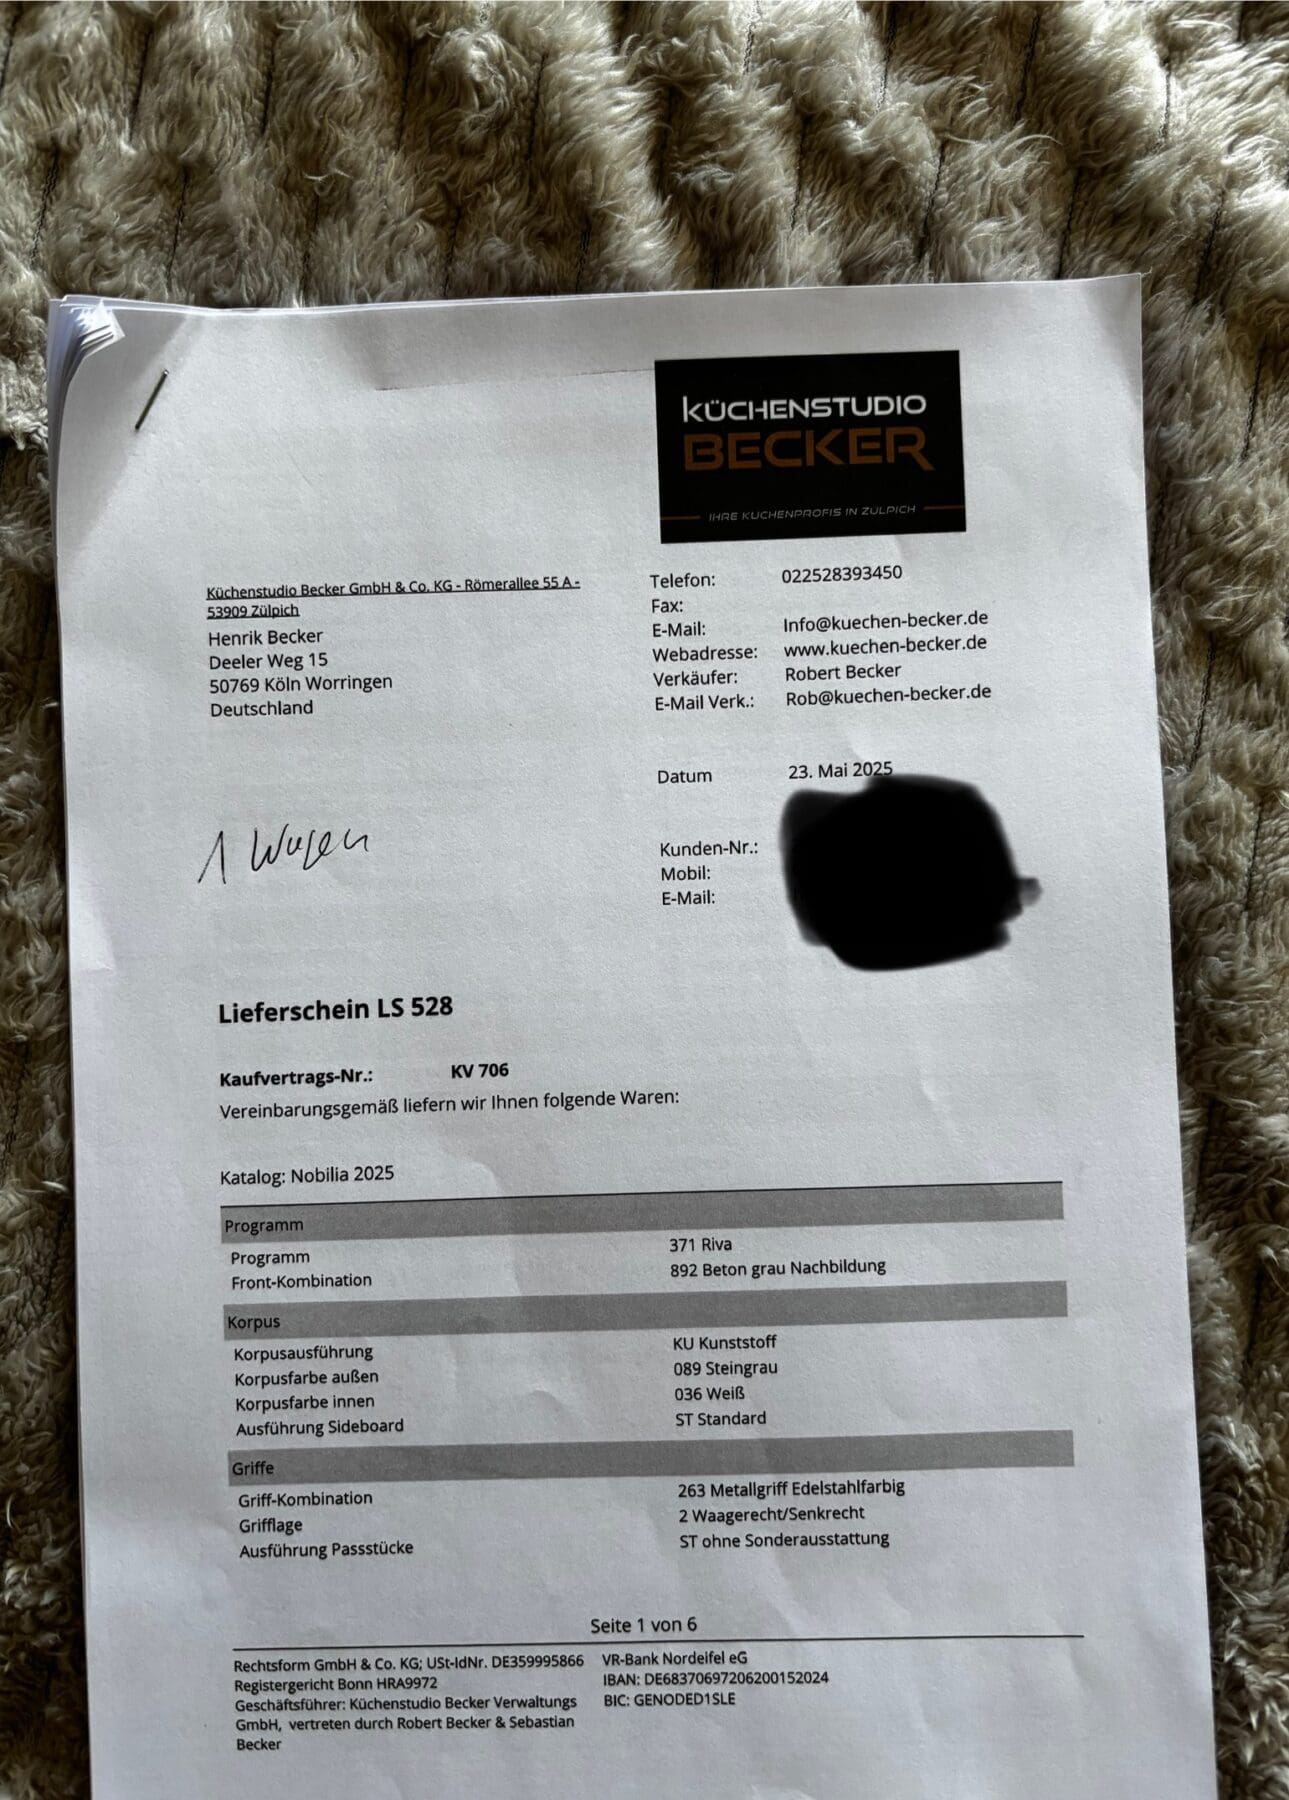 KÜCHENSTUDIO
BECKER
IHRE KÜCHENPROFIS IN ZÜLPICH
Küchenstudio Becker GmbH & Co. KG - Römerallee 55 A -
53909 Zülpich
Henrik Becker
Deeler Weg 15
50769 Köln Worringen
Deutschland
Telefon: 022528393450
Fax:
E-Mail: Info@kuechen-becker.de
Webadresse: www.kuechen-becker.de
Verkäufer: Robert Becker
E-Mail Verk.: Rob@kuechen-becker.de
Datum 23. Mai 2025
1 Wagen
Kunden-Nr.:
Mobil:
E-Mail:
Lieferschein LS 528
Kaufvertrags-Nr.: KV 706
Vereinbarungsgemäß liefern wir Ihnen folgende Waren:
Katalog: Nobilia 2025
Programm
Programm 371 Riva
Front-Kombination 892 Beton grau Nachbildung
Korpus
Korpusausführung KU Kunststoff
Korpusfarbe außen 089 Steingrau
Korpusfarbe innen 036 Weiß
Ausführung Sideboard ST Standard
Griffe
Griff-Kombination 263 Metallgriff Edelstahlfarbig
Grifflage 2 Waagerecht/Senkrecht
Ausführung Passstücke ST ohne Sonderausstattung
Seite 1 von 6
Rechtsform GmbH & Co. KG; USt-IdNr. DE359995866
Registergericht Bonn HRA9972
Geschäftsführer: Küchenstudio Becker Verwaltungs
GmbH, vertreten durch Robert Becker & Sebastian
Becker
VR-Bank Nordeifel eG
IBAN: DE68370697206200152024
BIC: GENODED1SLE